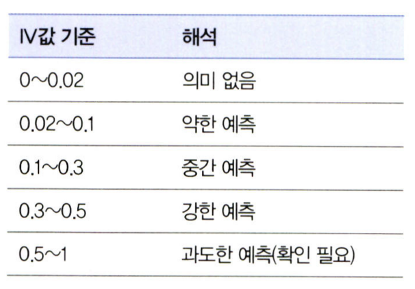 IV값 기준 해석
0~0.02 의미 없음
0.02~0.1 약한 예측
0.1~0.3 중간 예측
0.3~0.5 강한 예측
0.5~1 과도한 예측(확인 필요)